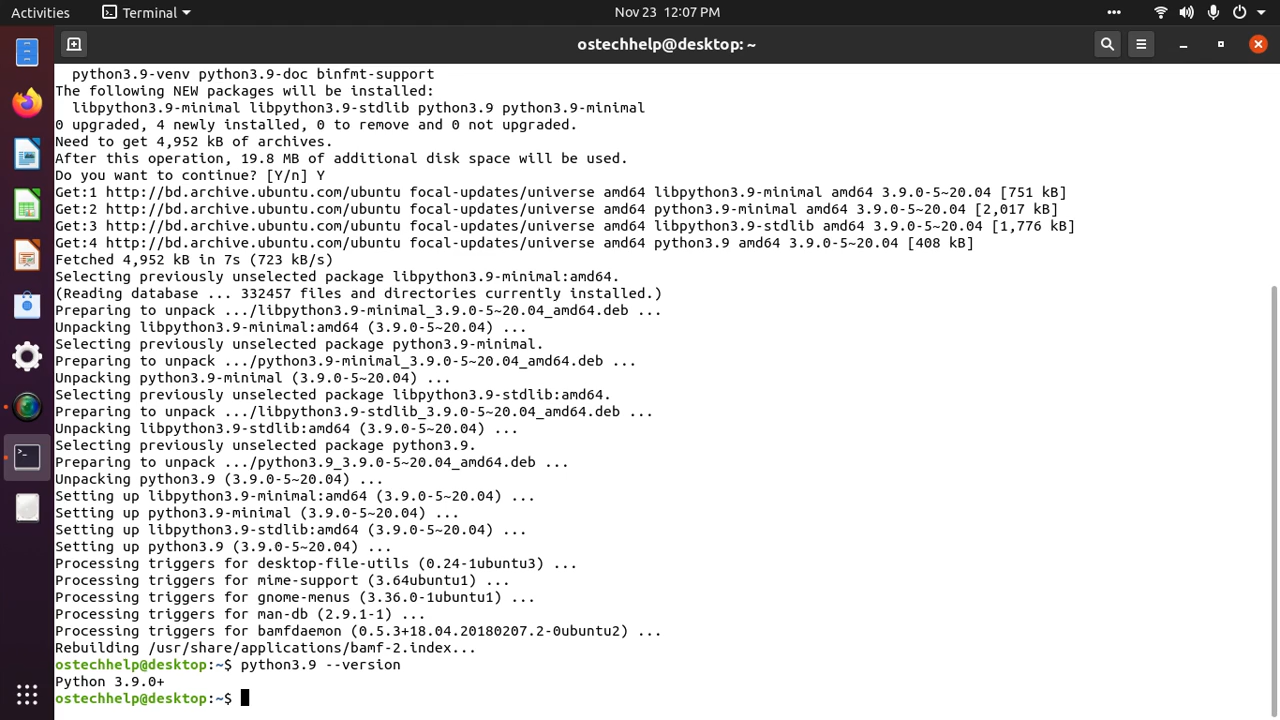 Activities
Terminal
Nov 23  12:07 PM
ostechhelp@desktop: ~
  python3.9-venv python3.9-doc binfmt-support
The following NEW packages will be installed:
  libpython3.9-minimal libpython3.9-stdlib python3.9 python3.9-minimal
0 upgraded, 4 newly installed, 0 to remove and 0 not upgraded.
Need to get 4,952 kB of archives.
After this operation, 19.8 MB of additional disk space will be used.
Do you want to continue? [Y/n] Y
Get:1 http://bd.archive.ubuntu.com/ubuntu focal-updates/universe amd64 libpython3.9-minimal amd64 3.9.0-5~20.04 [751 kB]
Get:2 http://bd.archive.ubuntu.com/ubuntu focal-updates/universe amd64 python3.9-minimal amd64 3.9.0-5~20.04 [2,017 kB]
Get:3 http://bd.archive.ubuntu.com/ubuntu focal-updates/universe amd64 libpython3.9-stdlib amd64 3.9.0-5~20.04 [1,776 kB]
Get:4 http://bd.archive.ubuntu.com/ubuntu focal-updates/universe amd64 python3.9 amd64 3.9.0-5~20.04 [408 kB]
Fetched 4,952 kB in 7s (723 kB/s)
Selecting previously unselected package libpython3.9-minimal:amd64.
(Reading database ... 332457 files and directories currently installed.)
Preparing to unpack .../libpython3.9-minimal_3.9.0-5~20.04_amd64.deb ...
Unpacking libpython3.9-minimal:amd64 (3.9.0-5~20.04) ...
Selecting previously unselected package python3.9-minimal.
Preparing to unpack .../python3.9-minimal_3.9.0-5~20.04_amd64.deb ...
Unpacking python3.9-minimal (3.9.0-5~20.04) ...
Selecting previously unselected package libpython3.9-stdlib:amd64.
Preparing to unpack .../libpython3.9-stdlib_3.9.0-5~20.04_amd64.deb ...
Unpacking libpython3.9-stdlib:amd64 (3.9.0-5~20.04) ...
Selecting previously unselected package python3.9.
Preparing to unpack .../python3.9_3.9.0-5~20.04_amd64.deb ...
Unpacking python3.9 (3.9.0-5~20.04) ...
Setting up libpython3.9-minimal:amd64 (3.9.0-5~20.04) ...
Setting up python3.9-minimal (3.9.0-5~20.04) ...
Setting up libpython3.9-stdlib:amd64 (3.9.0-5~20.04) ...
Setting up python3.9 (3.9.0-5~20.04) ...
Processing triggers for desktop-file-utils (0.24-1ubuntu3) ...
Processing triggers for mime-support (3.64ubuntu1) ...
Processing triggers for gnome-menus (3.36.0-1ubuntu1) ...
Processing triggers for man-db (2.9.1-1) ...
Processing triggers for bamfdaemon (0.5.3+18.04.20180207.2-0ubuntu2) ...
Rebuilding /usr/share/applications/bamf-2.index...
ostechhelp@desktop:~$ python3.9 --version
Python 3.9.0+
ostechhelp@desktop:~$